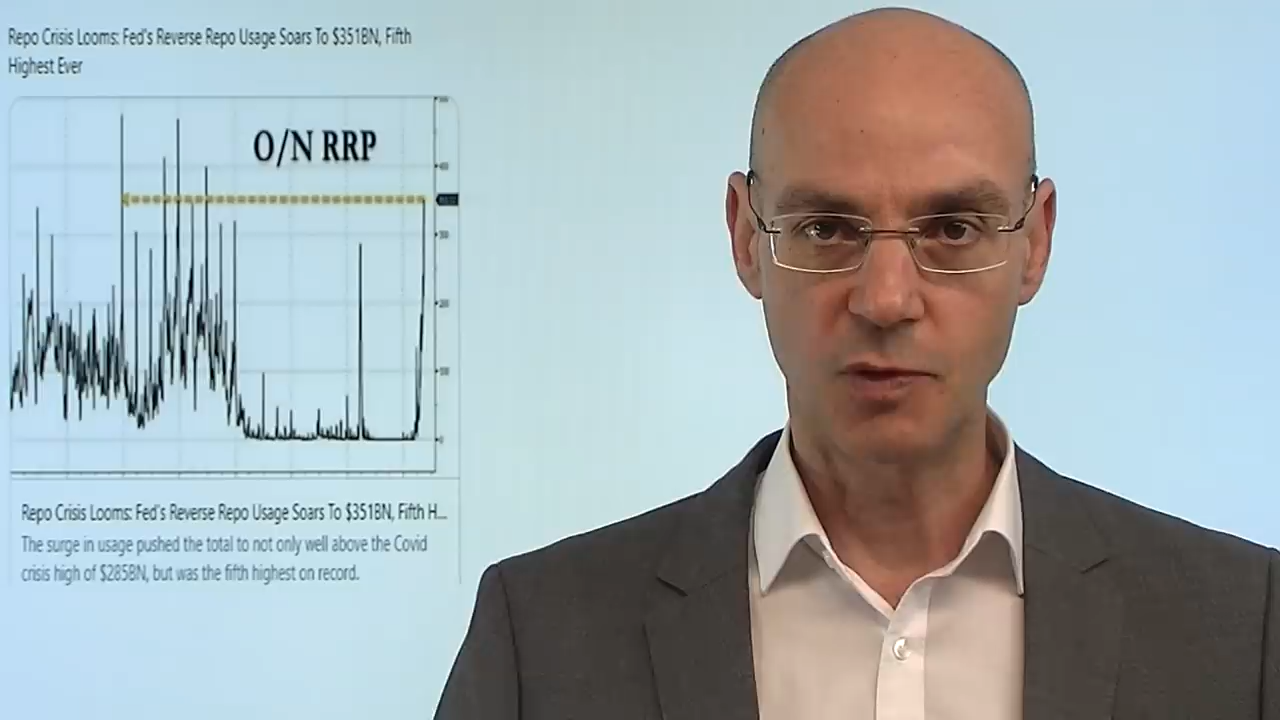 Repo Crisis Looms: Fed's Reverse Repo Usage Soars To $351BN, Fifth
Highest Ever
O/N RRP
Repo Crisis Looms: Fed's Reverse Repo Usage Soars To $351BN, Fifth H...
The surge in usage pushed the total to not only well above the Covid
crisis high of $285BN, but was the fifth highest on record.